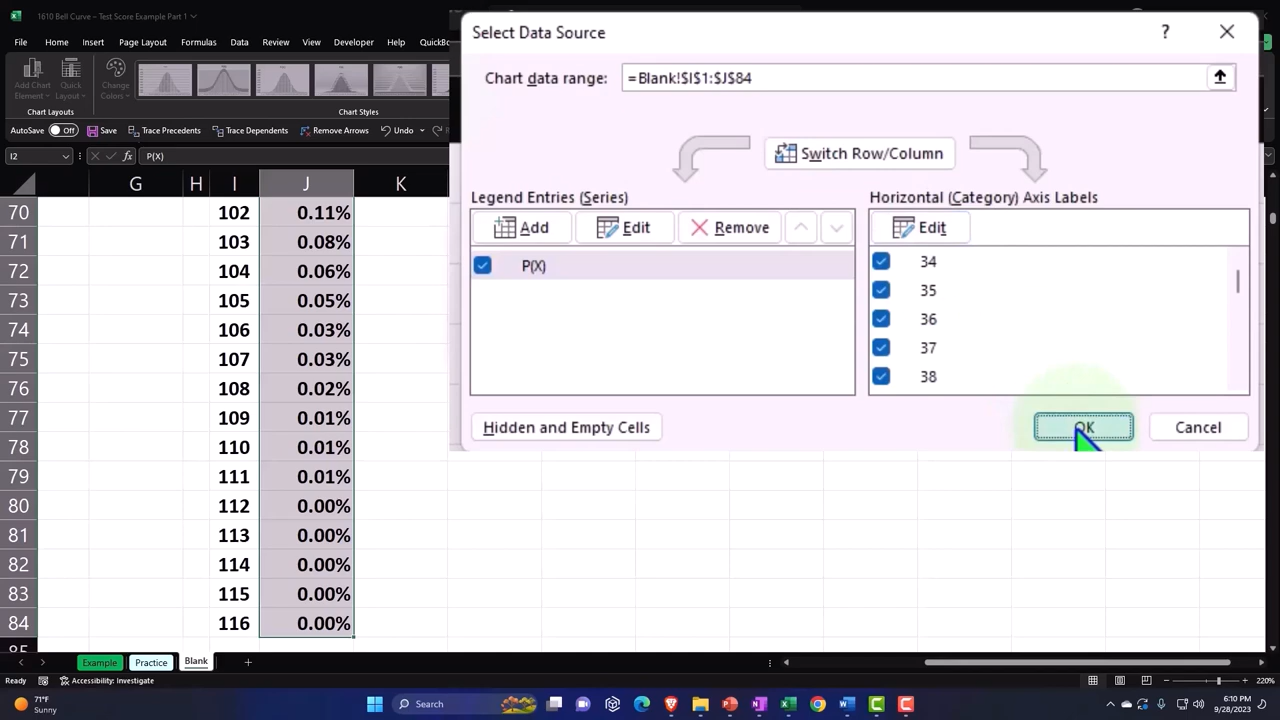 1610 Bell Curve – Test Score Example Part 1
File Home Insert Page Layout Formulas Data Review View Developer Help QuickBo
Add Chart Element Quick Layout Change Colors
Chart Layouts Chart Styles
AutoSave Off Save Trace Precedents Trace Dependents Remove Arrows Undo Re
I2 fx P(X)
G H I J K
70 102 0.11%
71 103 0.08%
72 104 0.06%
73 105 0.05%
74 106 0.03%
75 107 0.03%
76 108 0.02%
77 109 0.01%
78 110 0.01%
79 111 0.01%
80 112 0.00%
81 113 0.00%
82 114 0.00%
83 115 0.00%
84 116 0.00%
85
Select Data Source ?
Chart data range: =Blank!$I$1:$J$84
Switch Row/Column
Legend Entries (Series)
Add Edit Remove
P(X)
Horizontal (Category) Axis Labels
Edit
34
35
36
37
38
Hidden and Empty Cells OK Cancel
Example Practice Blank
Ready Accessibility: Investigate 220%
71°F
Sunny
Search
6:10 PM
9/28/2023